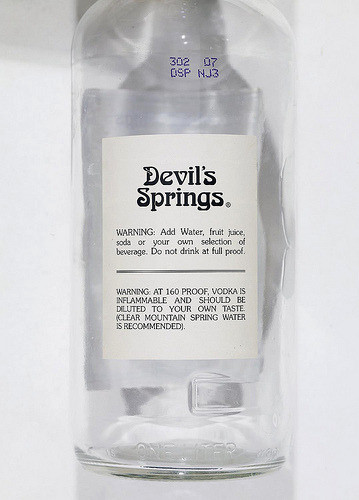 302 07
DSP NJ3
Devil's
Springs®
WARNING: Add Water, fruit juice,
soda or your own selection of
beverage. Do not drink at full proof.
WARNING: AT 160 PROOF, VODKA IS
INFLAMMABLE AND SHOULD BE
DILUTED TO YOUR OWN TASTE.
(CLEAR MOUNTAIN SPRING WATER
IS RECOMMENDED).